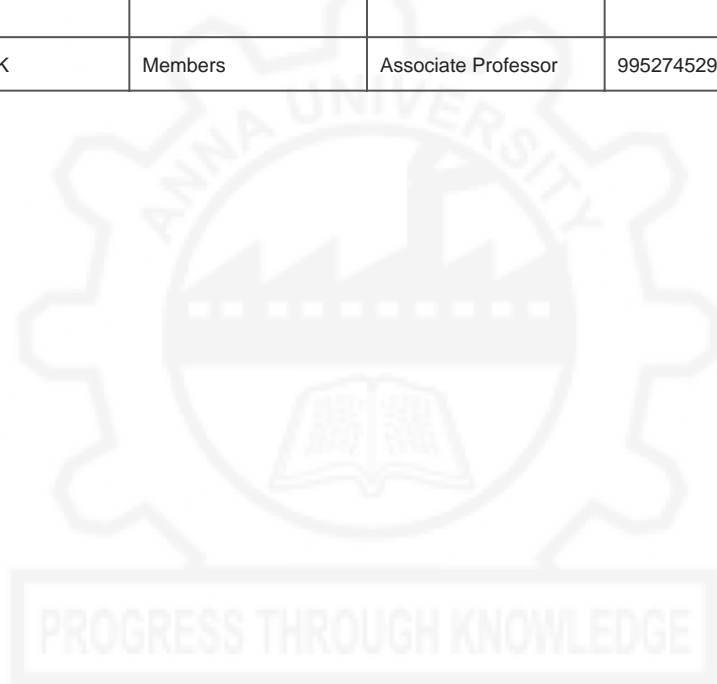 K Members Associate Professor 995274529
ANNA UNIVERSITY
PROGRESS THROUGH KNOWLEDGE